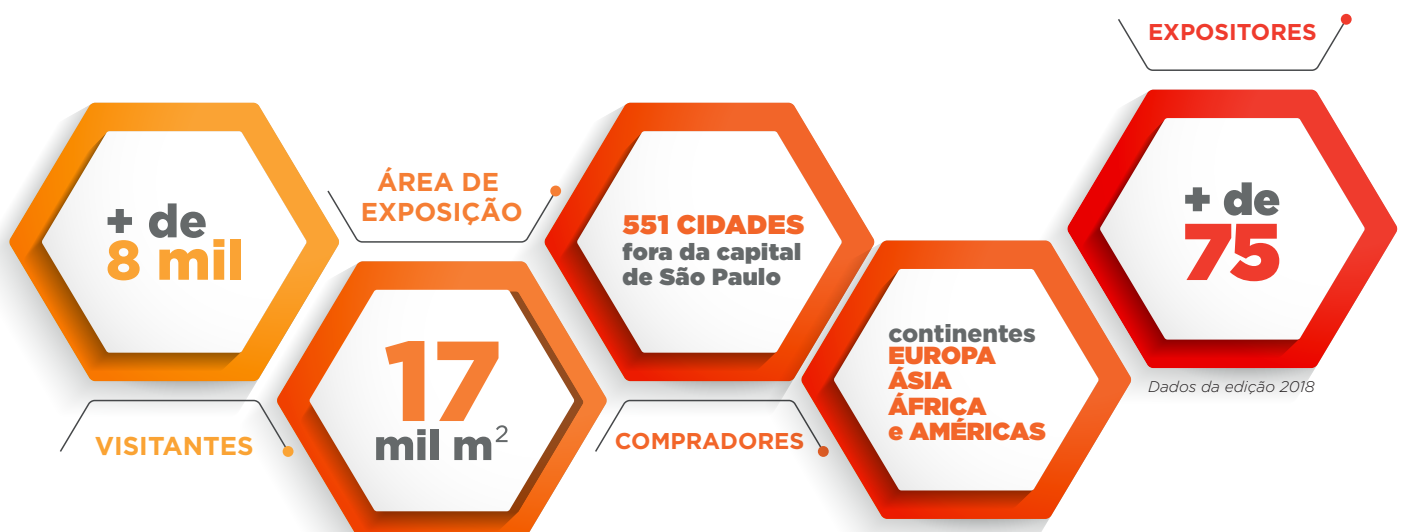 + de
8 mil
VISITANTES
ÁREA DE
EXPOSIÇÃO
17
mil m²
551 CIDADES
fora da capital
de São Paulo
COMPRADORES
continentes
EUROPA
ÁSIA
ÁFRICA
e AMÉRICAS
EXPOSITORES
+ de
75
Dados da edição 2018